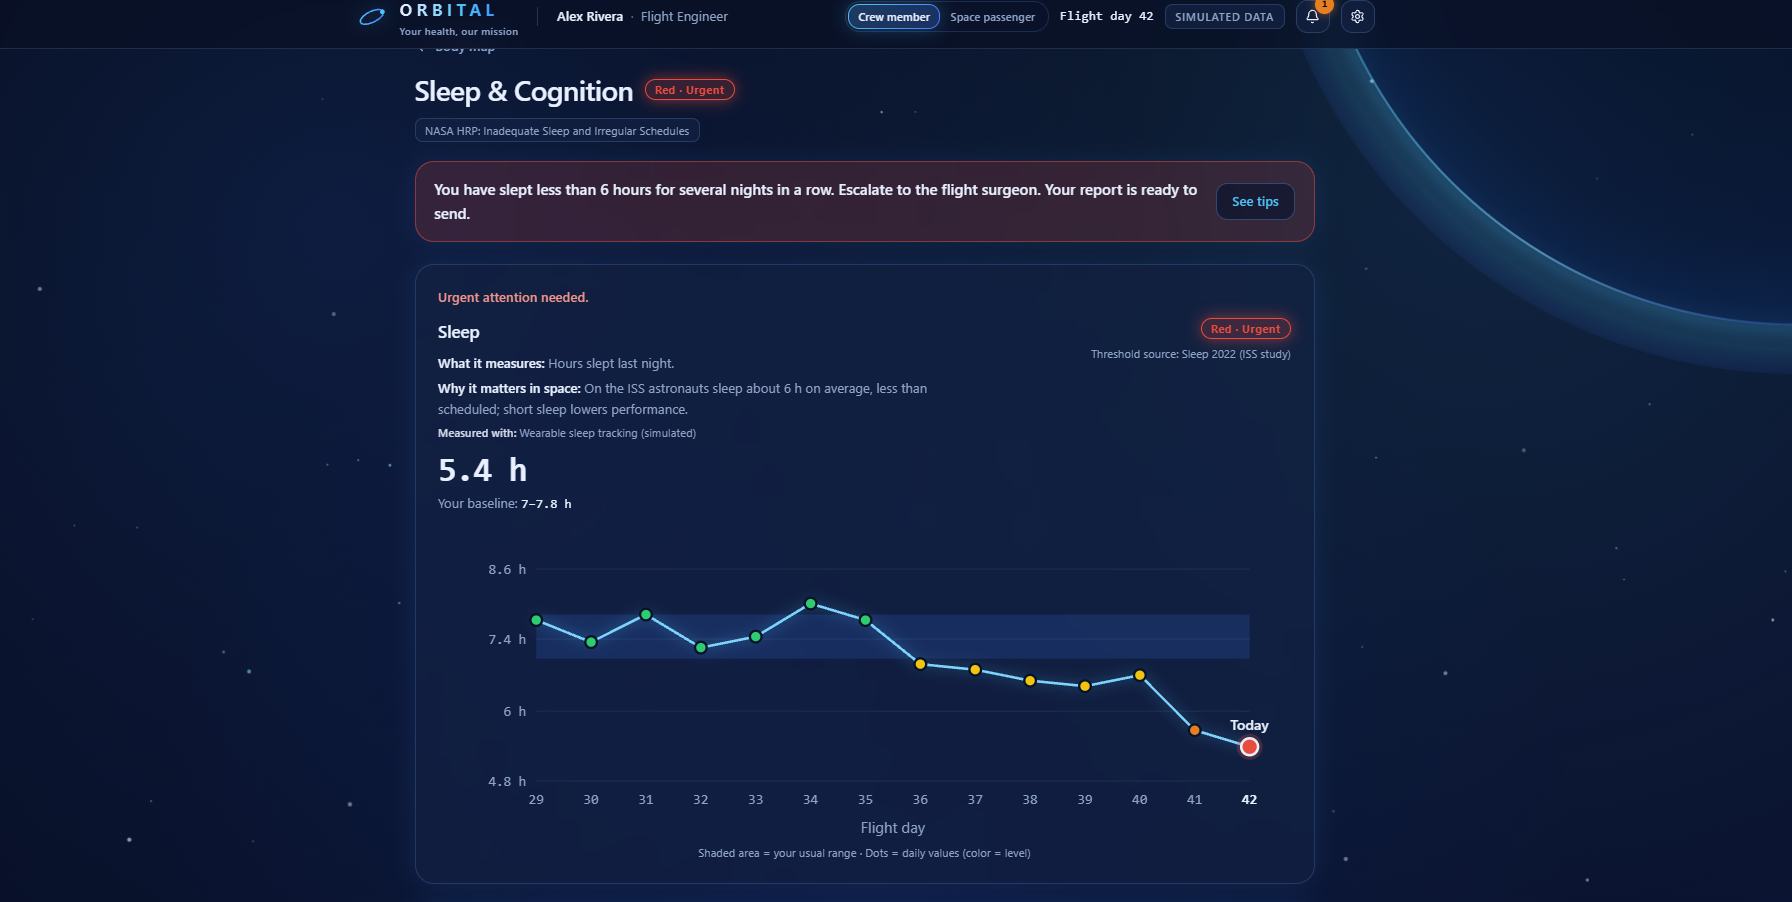 ORBITAL
Your health, our mission
Alex Rivera · Flight Engineer
Crew member
Space passenger
Flight day 42
SIMULATED DATA
1
Body map
Sleep & Cognition
Red · Urgent
NASA HRP: Inadequate Sleep and Irregular Schedules
You have slept less than 6 hours for several nights in a row. Escalate to the flight surgeon. Your report is ready to
send.
See tips
Urgent attention needed.
Sleep
Red · Urgent
Threshold source: Sleep 2022 (ISS study)
What it measures: Hours slept last night.
Why it matters in space: On the ISS astronauts sleep about 6 h on average, less than
scheduled; short sleep lowers performance.
Measured with: Wearable sleep tracking (simulated)
5.4 h
Your baseline: 7–7.8 h
8.6 h
7.4 h
6 h
4.8 h
Today
29 30 31 32 33 34 35 36 37 38 39 40 41 42
Flight day
Shaded area = your usual range · Dots = daily values (color = level)